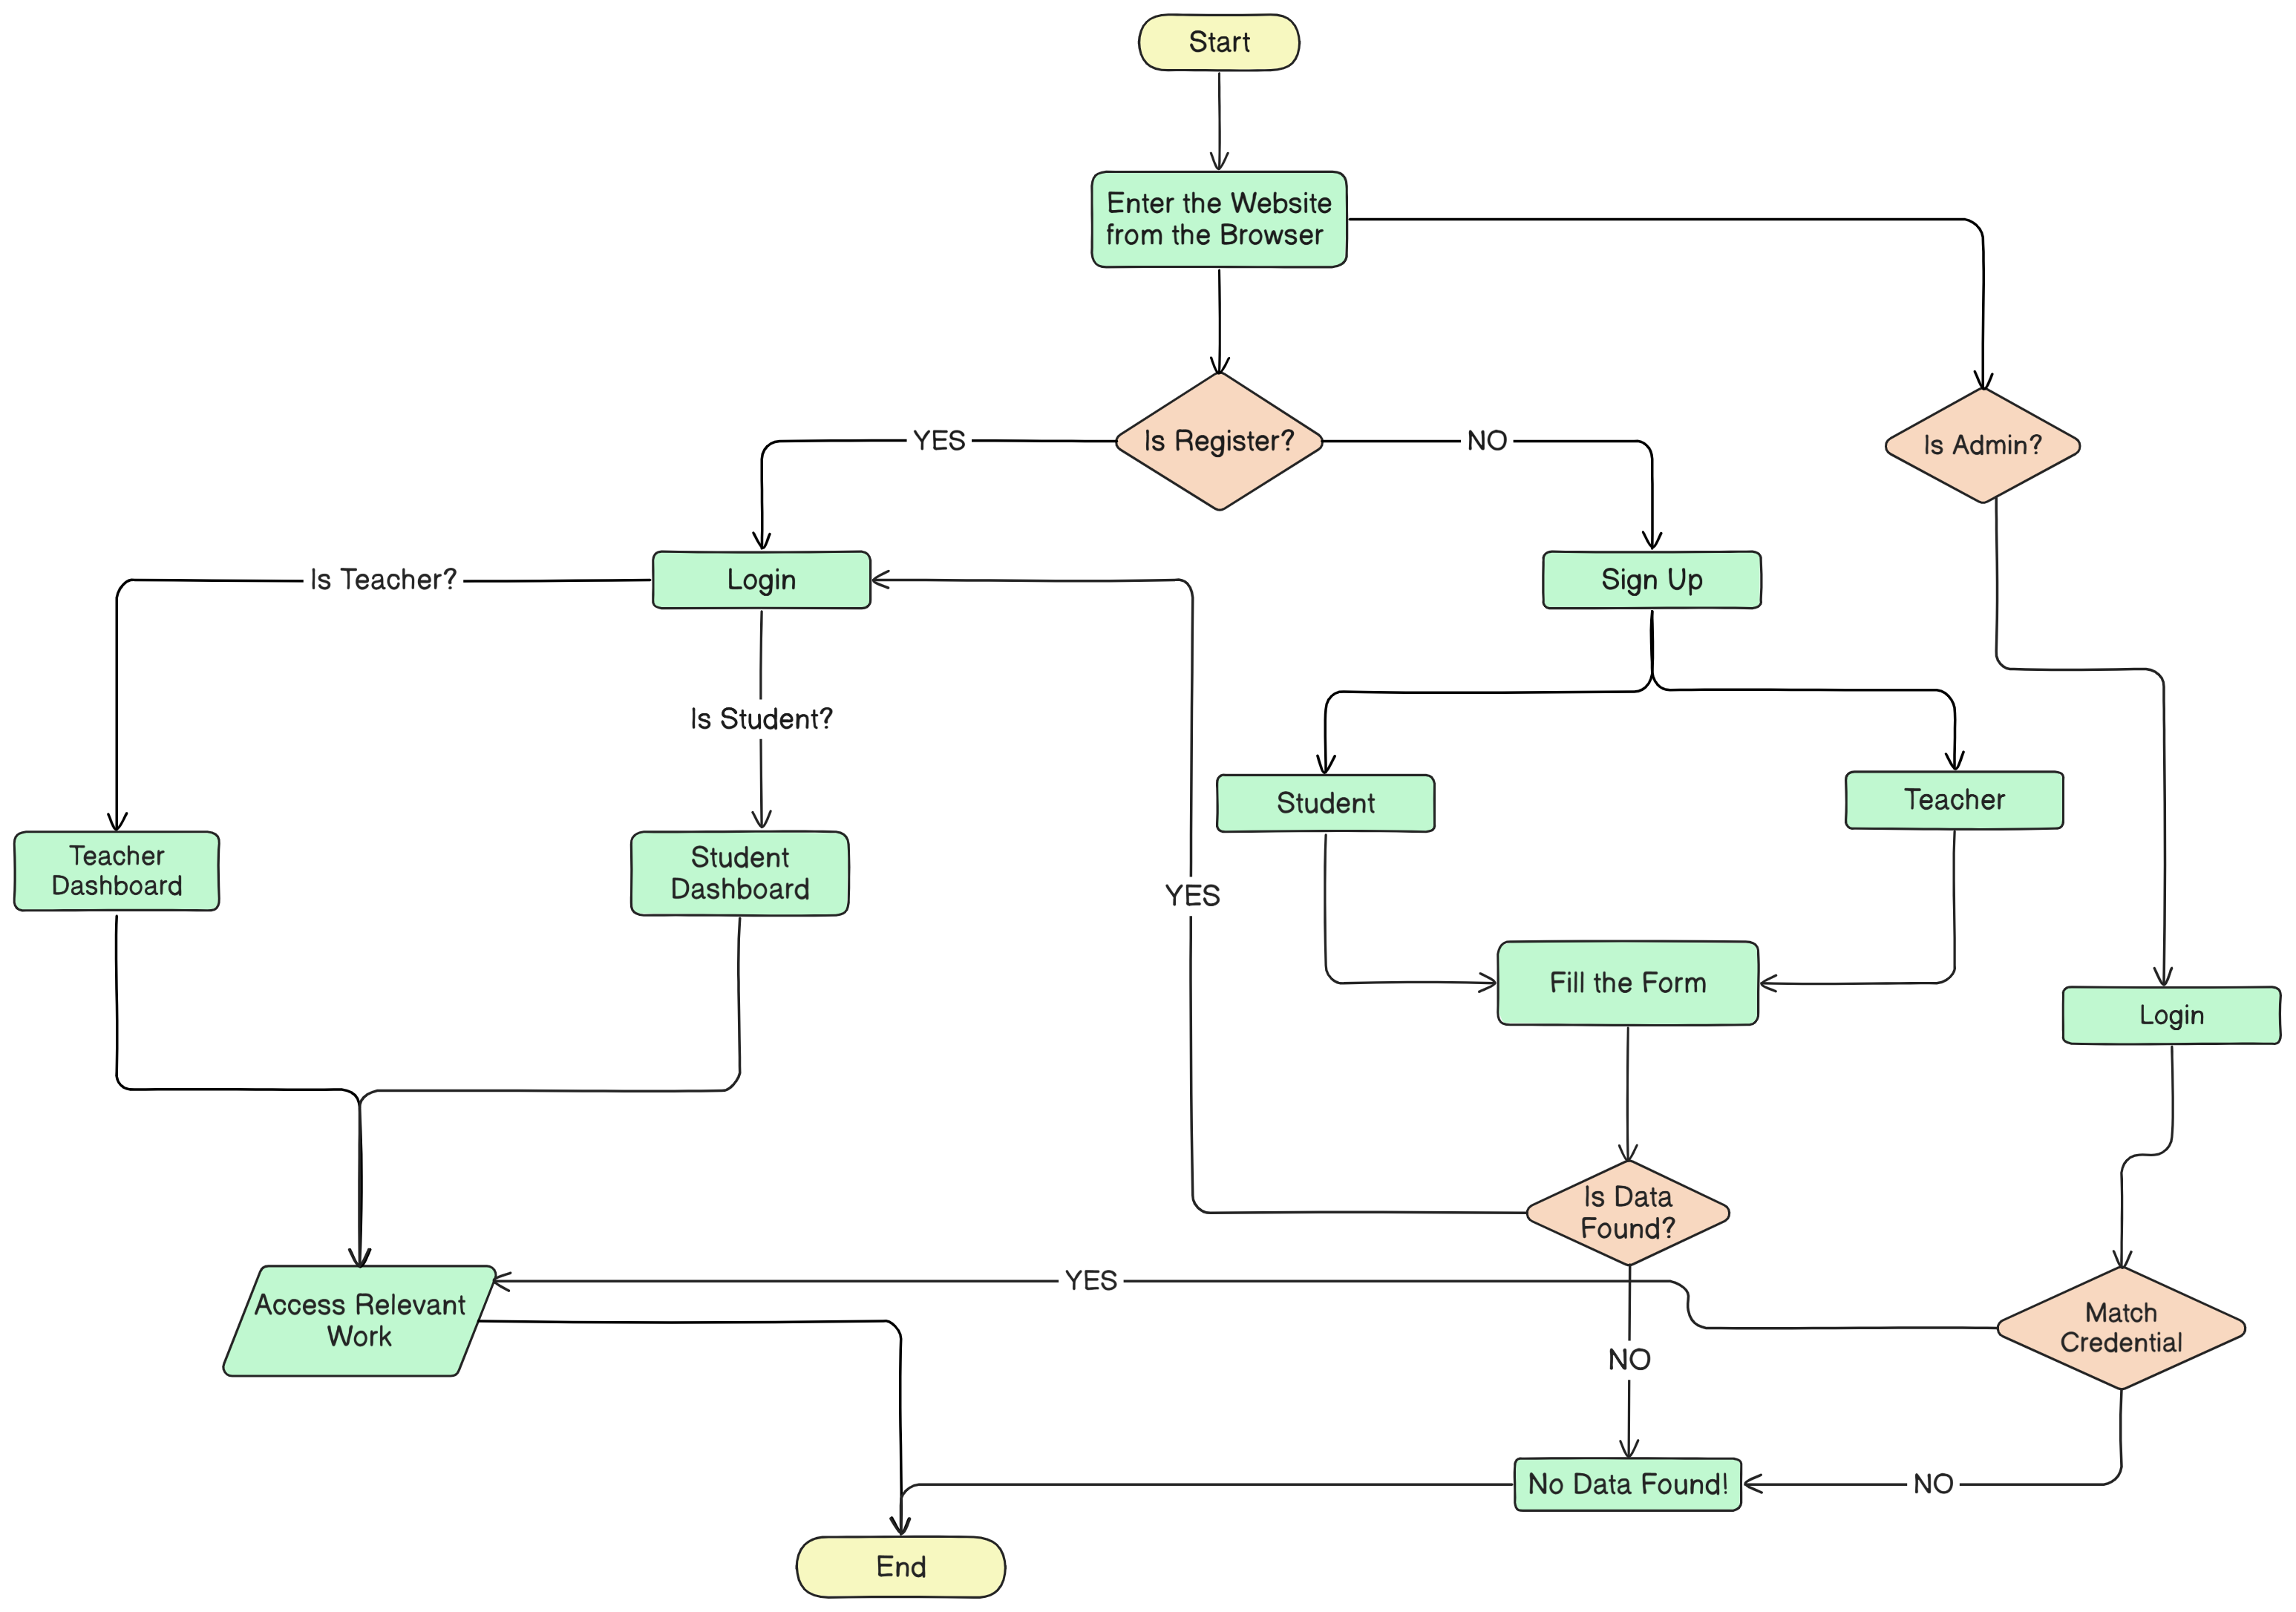 Start
Enter the Website
from the Browser
YES
Is Register?
NO
Is Admin?
Is Teacher?
Login
Sign Up
Is Student?
Student
Teacher
Teacher
Dashboard
Student
Dashboard
YES
Fill the Form
Login
Is Data
Found?
YES
Access Relevant
Work
Match
Credential
NO
No Data Found!
NO
End